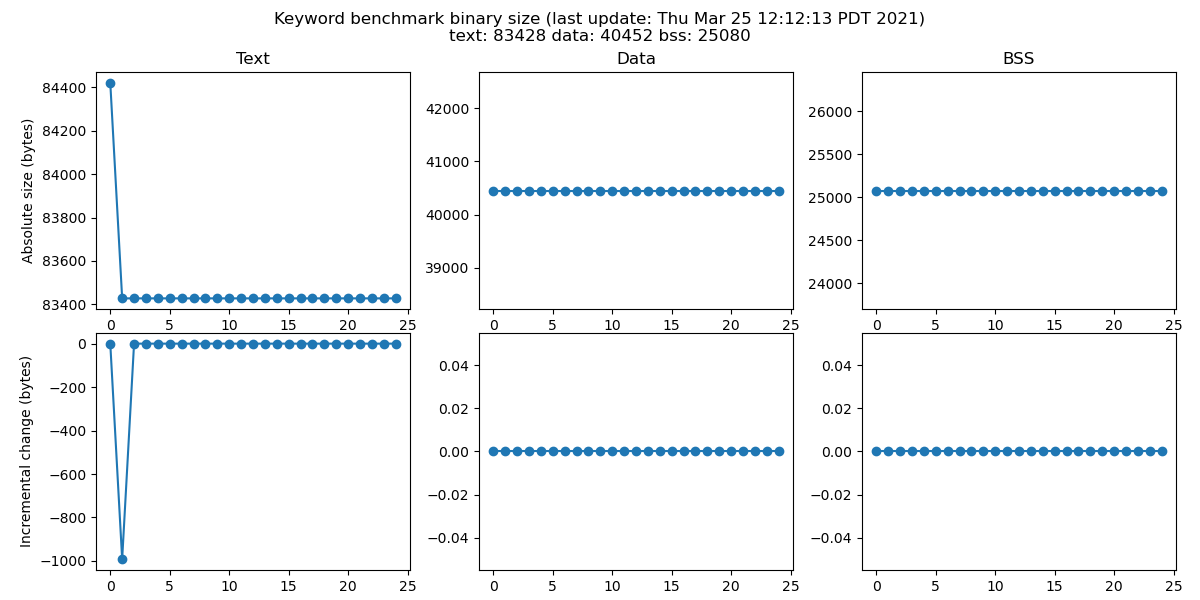 Keyword benchmark binary size (last update: Thu Mar 25 12:12:13 PDT 2021)
text: 83428 data: 40452 bss: 25080
Text
Absolute size (bytes)
84400
84200
84000
83800
83600
83400
0 5 10 15 20 25
Data
42000
41000
40000
39000
0 5 10 15 20 25
BSS
26000
25500
25000
24500
24000
0 5 10 15 20 25
Incremental change (bytes)
0
−200
−400
−600
−800
−1000
0 5 10 15 20 25
0.04
0.02
0.00
−0.02
−0.04
0 5 10 15 20 25
0.04
0.02
0.00
−0.02
−0.04
0 5 10 15 20 25